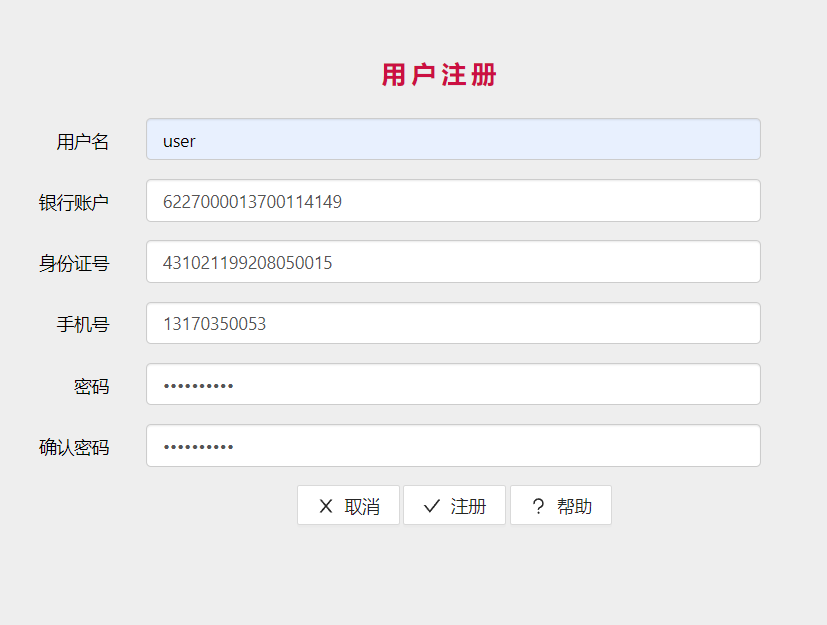 用户注册
用户名 user
银行账户 6227000013700114149
身份证号 431021199208050015
手机号 13170350053
密码 ••••••••••
确认密码 ••••••••••
取消 注册 ? 帮助